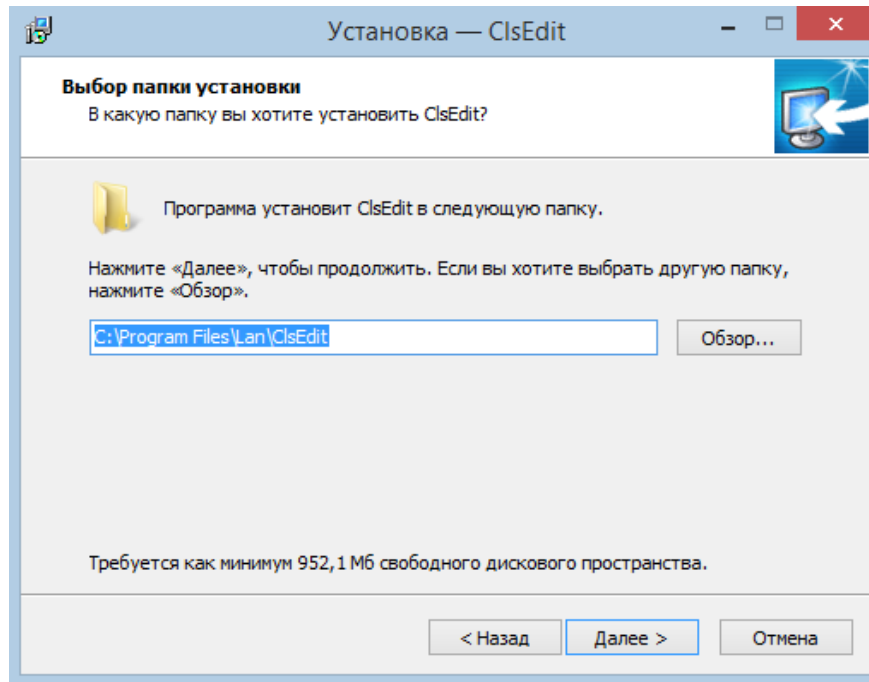 Установка — ClsEdit
Выбор папки установки
В какую папку вы хотите установить ClsEdit?
Программа установит ClsEdit в следующую папку.
Нажмите «Далее», чтобы продолжить. Если вы хотите выбрать другую папку,
нажмите «Обзор».
C:\Program Files\Lan\ClsEdit
Обзор...
Требуется как минимум 952,1 Мб свободного дискового пространства.
< Назад
Далее >
Отмена